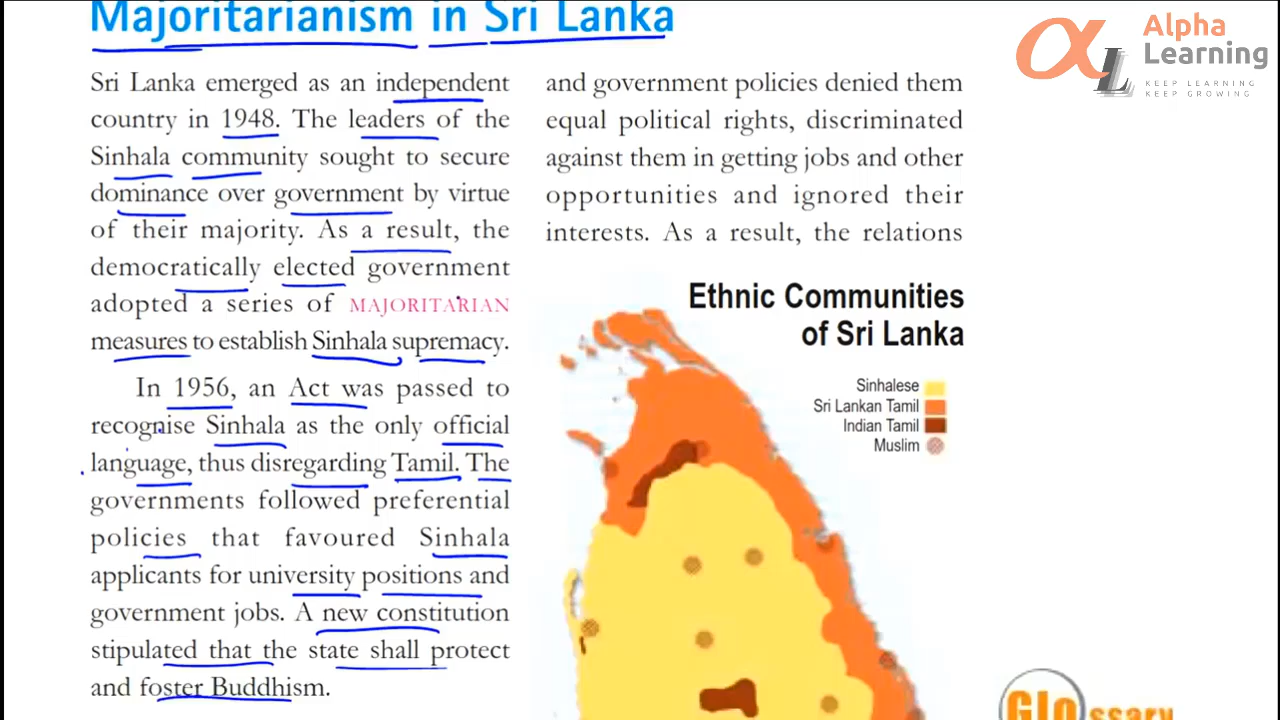 Majoritarianism in Sri Lanka
Sri Lanka emerged as an independent
country in 1948. The leaders of the
Sinhala community sought to secure
dominance over government by virtue
of their majority. As a result, the
democratically elected government
adopted a series of MAJORITARIAN
measures to establish Sinhala supremacy.
In 1956, an Act was passed to
recognise Sinhala as the only official
language, thus disregarding Tamil. The
governments followed preferential
policies that favoured Sinhala
applicants for university positions and
government jobs. A new constitution
stipulated that the state shall protect
and foster Buddhism.
and government policies denied them
equal political rights, discriminated
against them in getting jobs and other
opportunities and ignored their
interests. As a result, the relations
Ethnic Communities
of Sri Lanka
Sinhalese
Sri Lankan Tamil
Indian Tamil
Muslim
Alpha
Learning
KEEP LEARNING
KEEP GROWING
Glossary